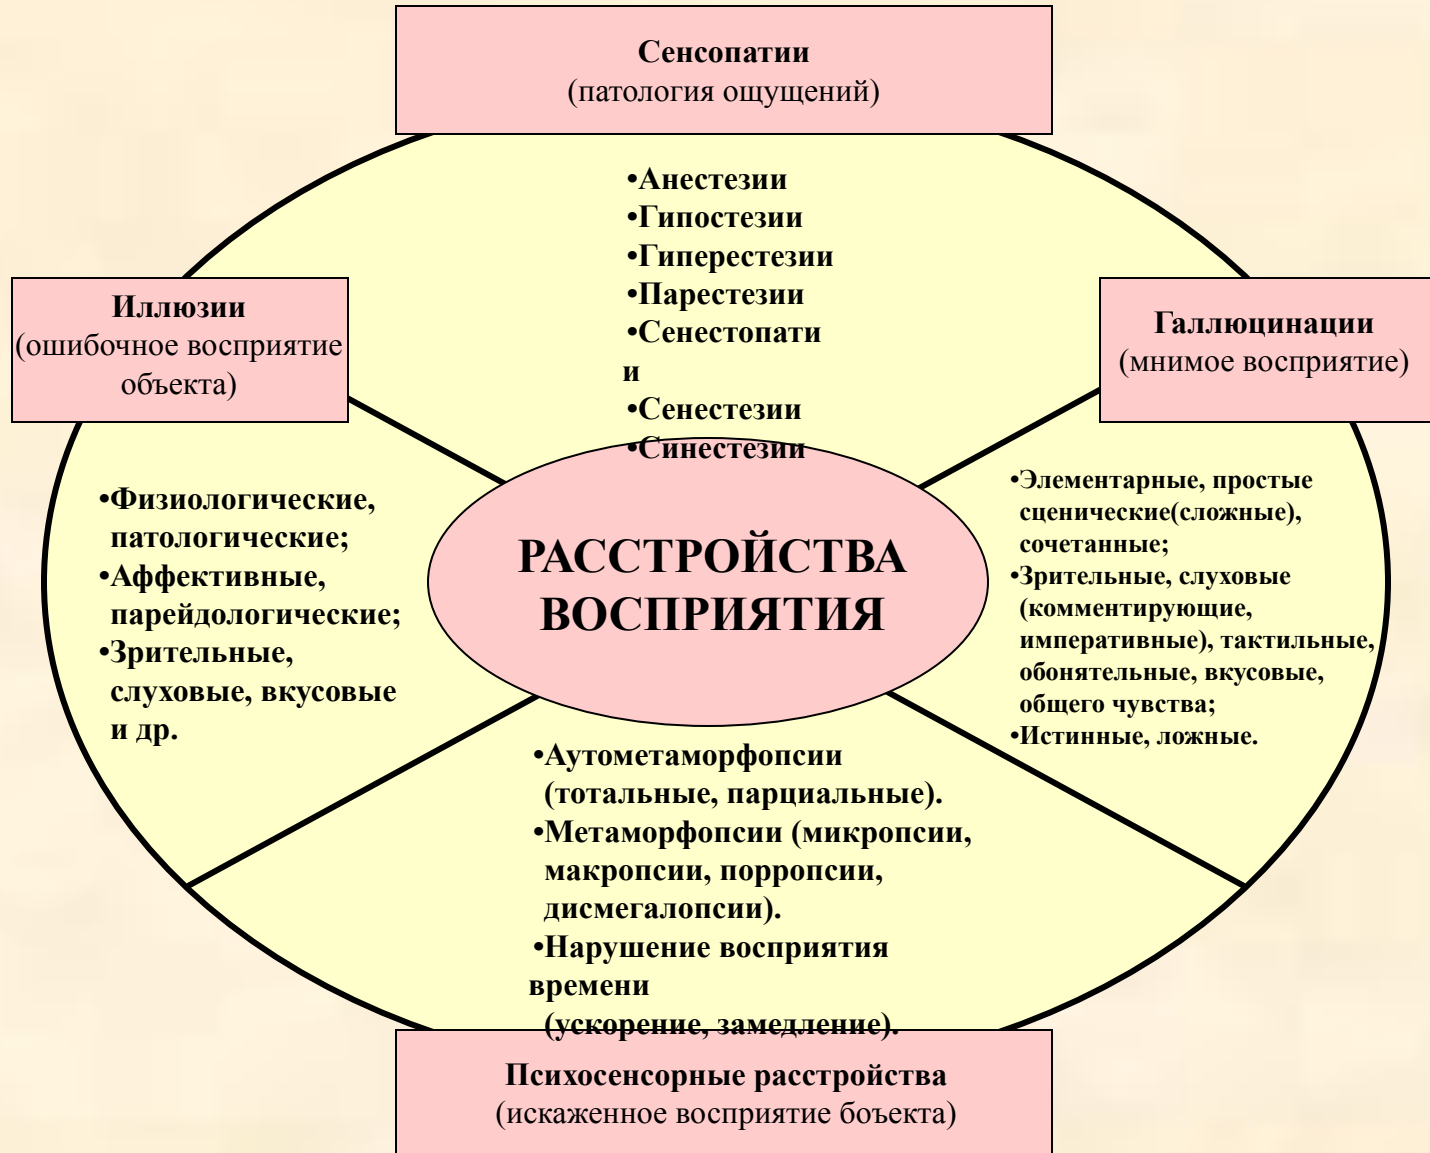 Сенсопатии
(патология ощущений)
•Анестезии
•Гипостезии
•Гиперестезии
•Парестезии
•Сенестопати
и
•Сенестезии
•Синестезии
Иллюзии
(ошибочное восприятие
объекта)
•Физиологические,
патологические;
•Аффективные,
парейдологические;
•Зрительные,
слуховые, вкусовые
и др.
РАССТРОЙСТВА
ВОСПРИЯТИЯ
Галлюцинации
(мнимое восприятие)
•Элементарные, простые
сценические(сложные),
сочетанные;
•Зрительные, слуховые
(комментирующие,
императивные), тактильные,
обонятельные, вкусовые,
общего чувства;
•Истинные, ложные.
•Аутометаморфопсии
(тотальные, парциальные).
•Метаморфопсии (микропсии,
макропсии, порропсии,
дисмегалопсии).
•Нарушение восприятия
времени
(ускорение, замедление).
Психосенсорные расстройства
(искаженное восприятие боъекта)